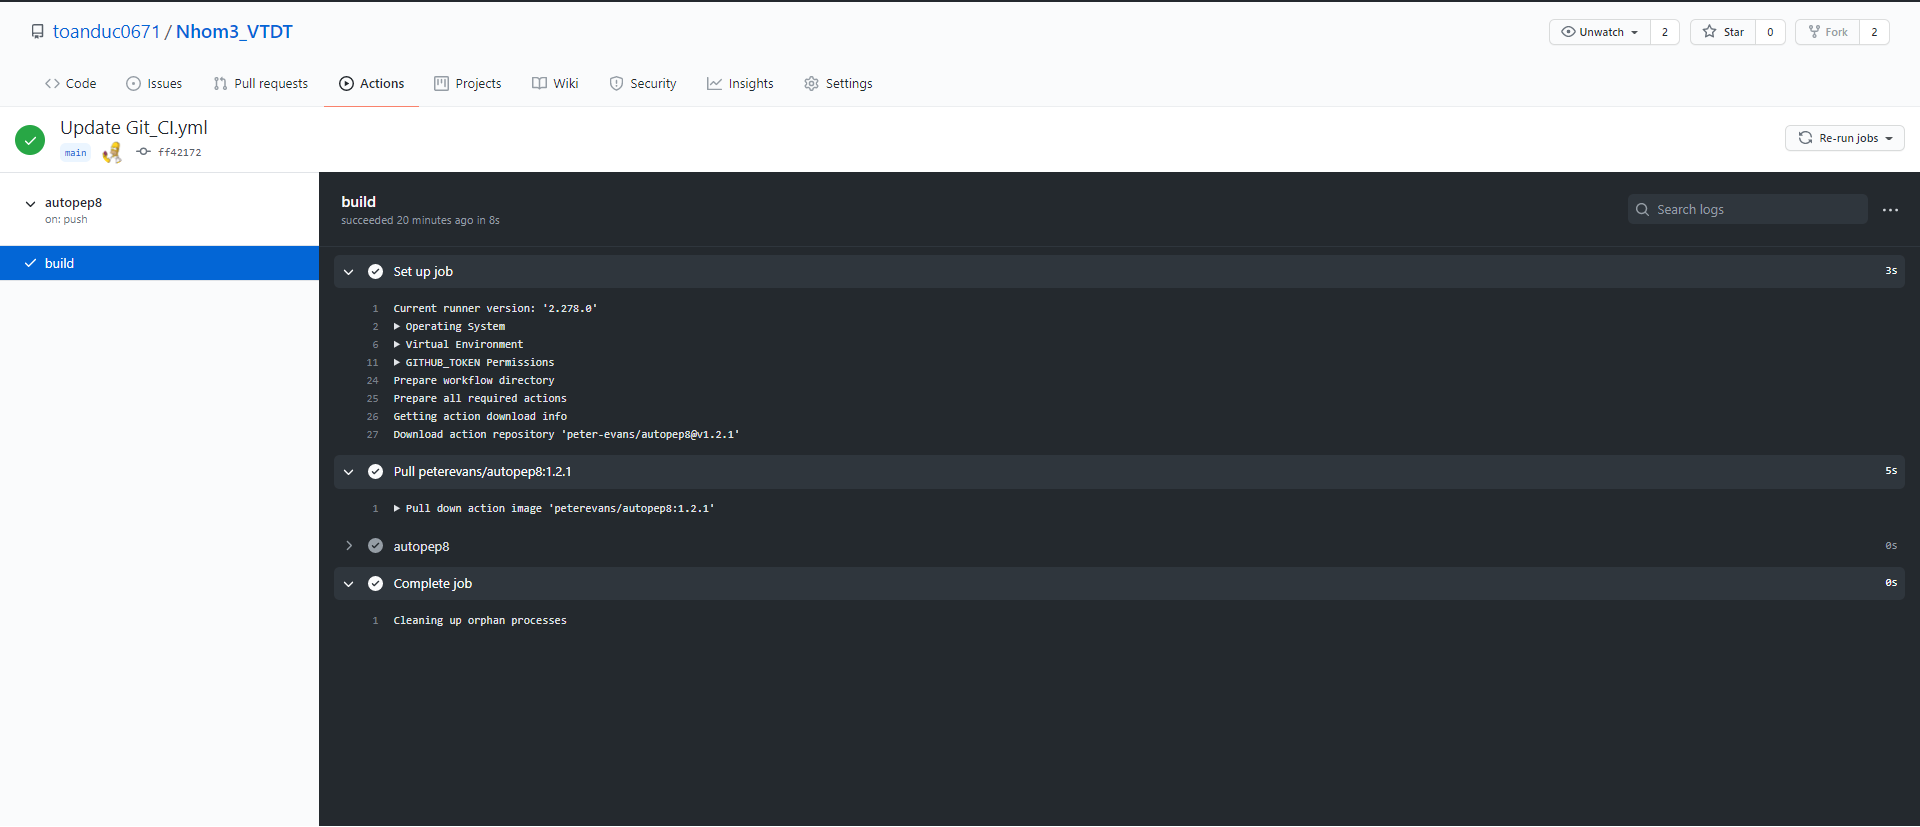 toanduc0671 / Nhom3_VTDT
Unwatch 2 Star 0 Fork 2
Code Issues Pull requests Actions Projects Wiki Security Insights Settings
Update Git_CI.yml
main ff42172
Re-run jobs
autopep8
on: push
build
build
succeeded 20 minutes ago in 8s
Search logs
Set up job 3s
1 Current runner version: '2.278.0'
2 Operating System
6 Virtual Environment
11 GITHUB_TOKEN Permissions
24 Prepare workflow directory
25 Prepare all required actions
26 Getting action download info
27 Download action repository 'peter-evans/autopep8@v1.2.1'
Pull peterevans/autopep8:1.2.1 5s
1 Pull down action image 'peterevans/autopep8:1.2.1'
autopep8 0s
Complete job 0s
1 Cleaning up orphan processes